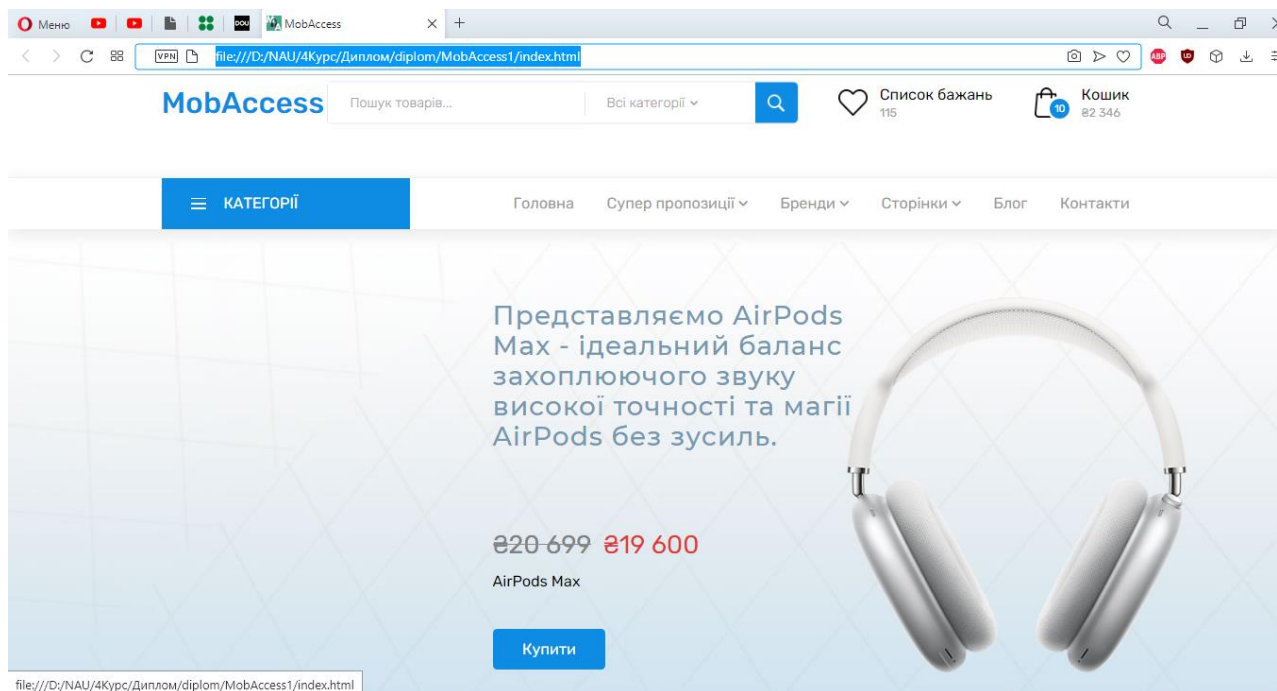 Меню
DOU
MobAccess
VPN
file:///D:/NAU/4Курс/Диплом/diplom/MobAccess1/index.html
ABP
MobAccess
Пошук товарів...
Всі категорії
Список бажань
115
10
Кошик
₴2 346
КАТЕГОРІЇ
Головна
Супер пропозиції
Бренди
Сторінки
Блог
Контакти
Представляємо AirPods
Max - ідеальний баланс
захоплюючого звуку
високої точності та магії
AirPods без зусиль.
₴20 699 ₴19 600
AirPods Max
Купити
file:///D:/NAU/4Курс/Диплом/diplom/MobAccess1/index.html